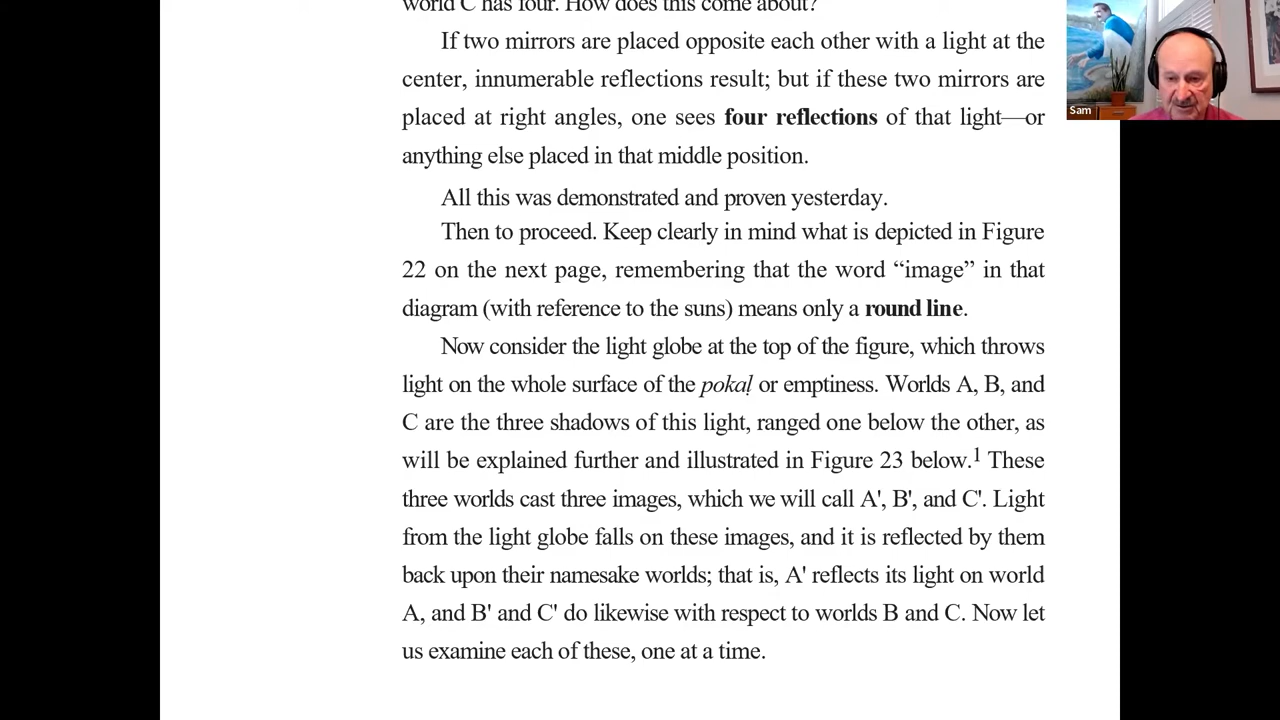 world C has four. How does this come about?
If two mirrors are placed opposite each other with a light at the
center, innumerable reflections result; but if these two mirrors are
placed at right angles, one sees four reflections of that light—or
anything else placed in that middle position.
All this was demonstrated and proven yesterday.
Then to proceed. Keep clearly in mind what is depicted in Figure
22 on the next page, remembering that the word “image” in that
diagram (with reference to the suns) means only a round line.
Now consider the light globe at the top of the figure, which throws
light on the whole surface of the pokaḷ or emptiness. Worlds A, B, and
C are the three shadows of this light, ranged one below the other, as
will be explained further and illustrated in Figure 23 below.1 These
three worlds cast three images, which we will call A', B', and C'. Light
from the light globe falls on these images, and it is reflected by them
back upon their namesake worlds; that is, A' reflects its light on world
A, and B' and C' do likewise with respect to worlds B and C. Now let
us examine each of these, one at a time.
Sam